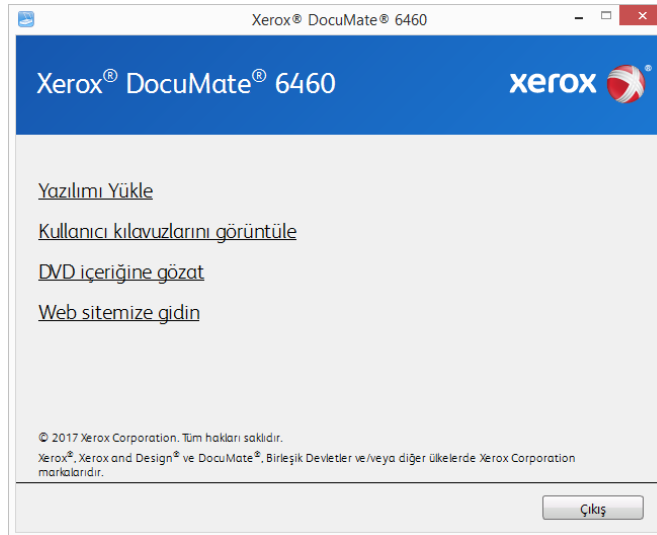 Xerox® DocuMate® 6460
Xerox® DocuMate® 6460
xerox ®
Yazılımı Yükle
Kullanıcı kılavuzlarını görüntüle
DVD içeriğine gözat
Web sitemize gidin
© 2017 Xerox Corporation. Tüm hakları saklıdır.
Xerox®, Xerox and Design® ve DocuMate®, Birleşik Devletler ve/veya diğer ülkelerde Xerox Corporation
markalarıdır.
Çıkış